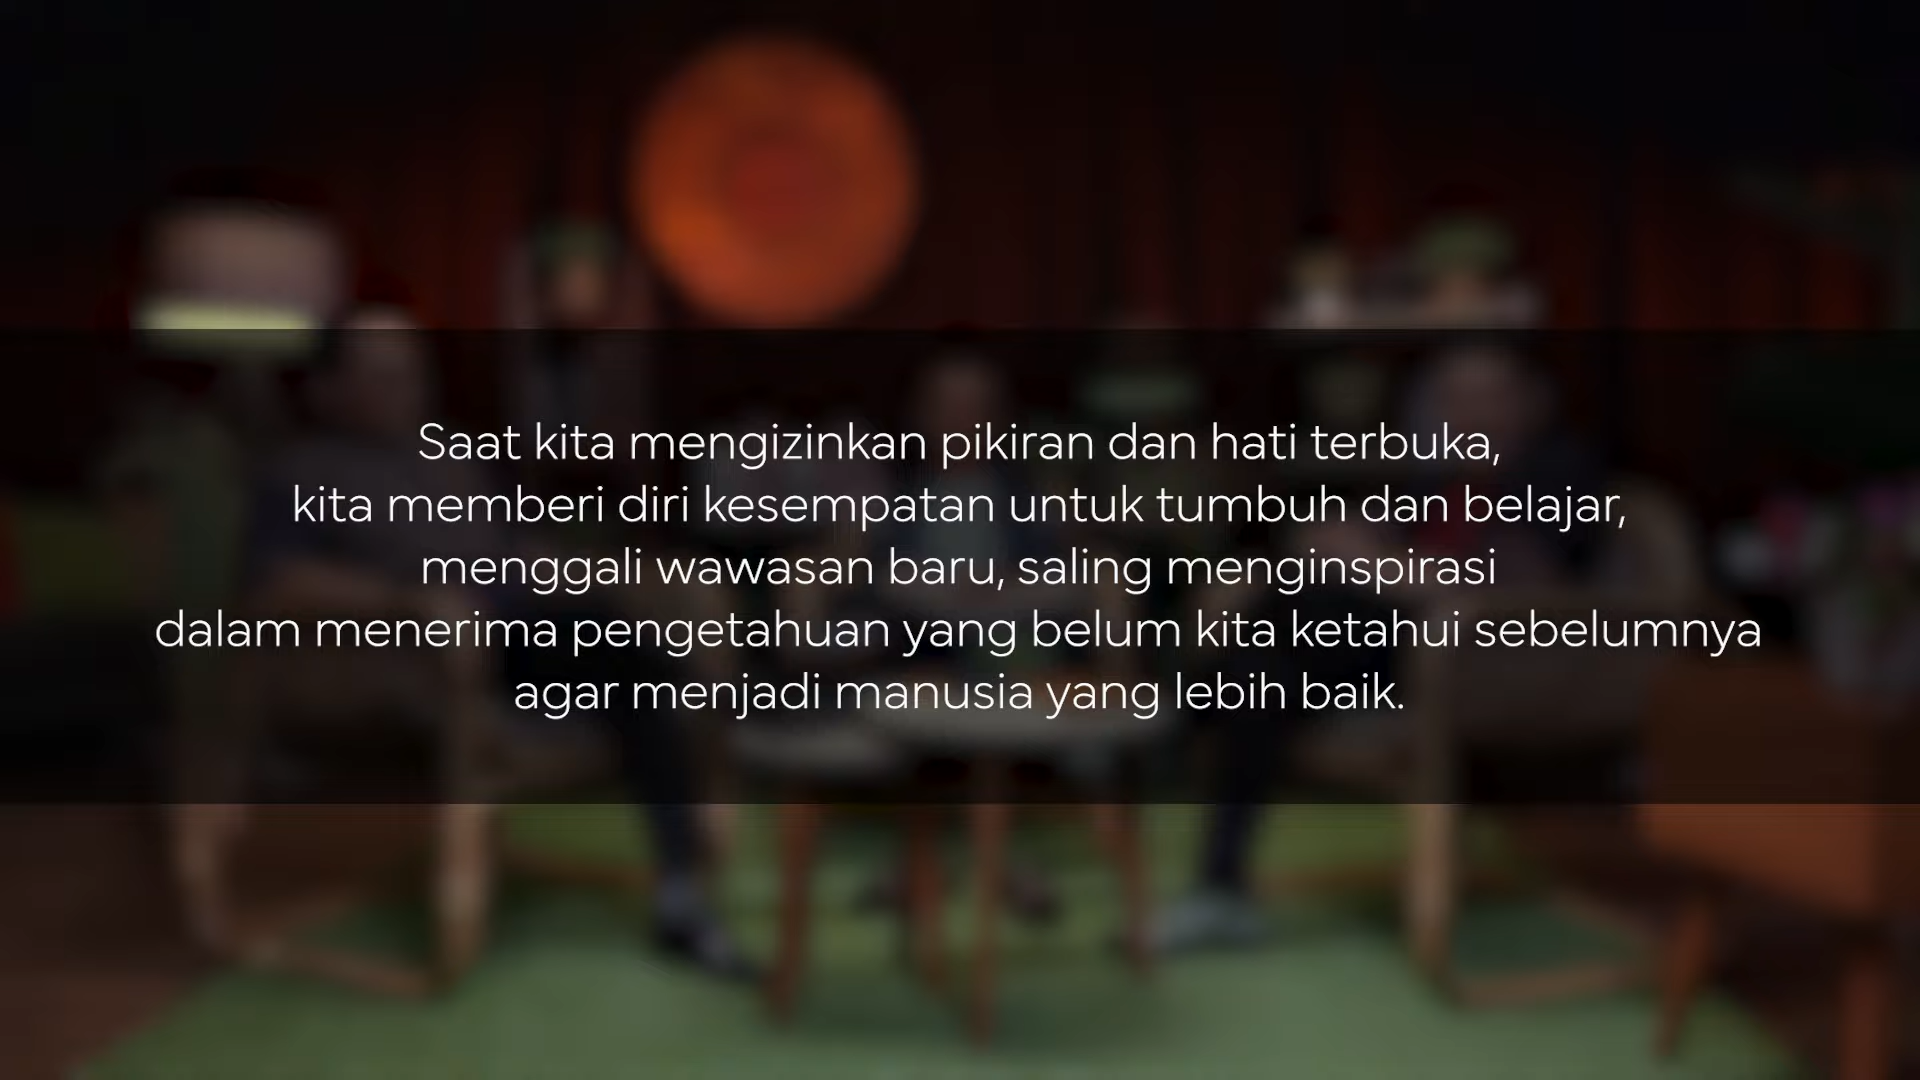 Saat kita mengizinkan pikiran dan hati terbuka,
kita memberi diri kesempatan untuk tumbuh dan belajar,
menggali wawasan baru, saling menginspirasi
dalam menerima pengetahuan yang belum kita ketahui sebelumnya
agar menjadi manusia yang lebih baik.